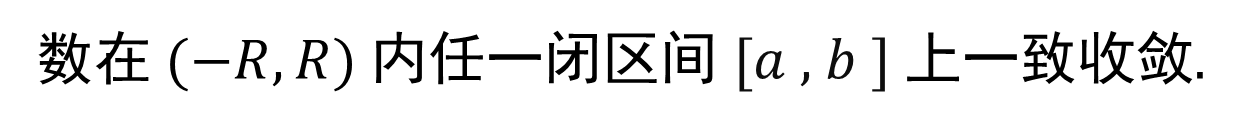 数在 (−R, R) 内任一闭区间 [a , b ] 上一致收敛.